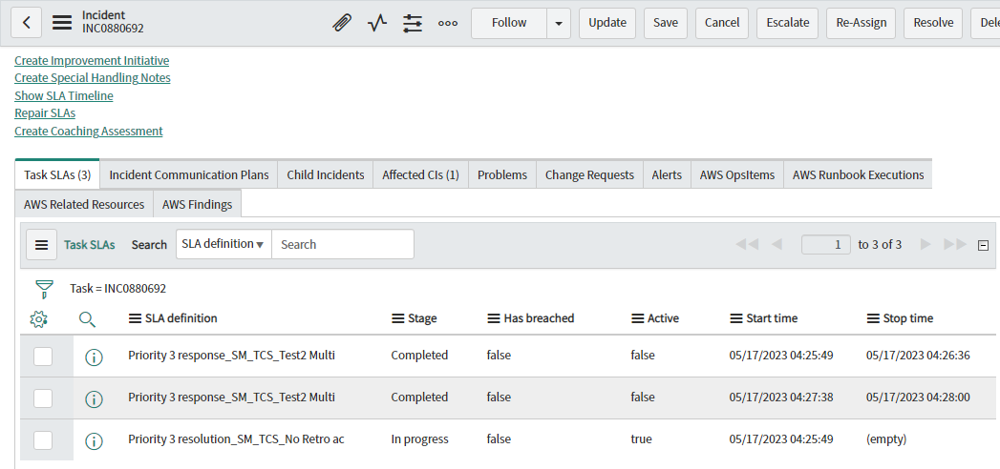 Incident
INC0880692
Follow
Update
Save
Cancel
Escalate
Re-Assign
Resolve
Dele
Create Improvement Initiative
Create Special Handling Notes
Show SLA Timeline
Repair SLAs
Create Coaching Assessment
Task SLAs (3)
Incident Communication Plans
Child Incidents
Affected CIs (1)
Problems
Change Requests
Alerts
AWS OpsItems
AWS Runbook Executions
AWS Related Resources
AWS Findings
Task SLAs
Search
SLA definition
Search
1 to 3 of 3
Task = INC0880692
SLA definition Stage Has breached Active Start time Stop time
Priority 3 response_SM_TCS_Test2 Multi Completed false false 05/17/2023 04:25:49 05/17/2023 04:26:36
Priority 3 response_SM_TCS_Test2 Multi Completed false false 05/17/2023 04:27:38 05/17/2023 04:28:00
Priority 3 resolution_SM_TCS_No Retro ac In progress false true 05/17/2023 04:25:49 (empty)